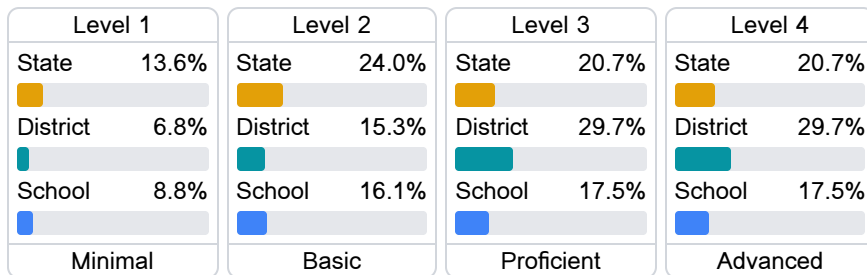 Level 1
State 13.6%
District 6.8%
School 8.8%
Minimal
Level 2
State 24.0%
District 15.3%
School 16.1%
Basic
Level 3
State 20.7%
District 29.7%
School 17.5%
Proficient
Level 4
State 20.7%
District 29.7%
School 17.5%
Advanced